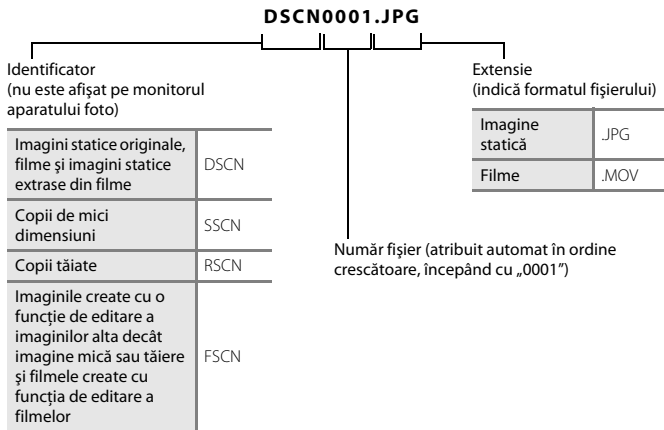 DSCN0001.JPG
Identificator
(nu este afişat pe monitorul
aparatului foto)
Imagini statice originale,
filme şi imagini statice
extrase din filme
DSCN
Copii de mici
dimensiuni
SSCN
Copii tăiate
RSCN
Imaginile create cu o
funcţie de editare a
imaginilor alta decât
imagine mică sau tăiere
şi filmele create cu
funcţia de editare a
filmelor
FSCN
Extensie
(indică formatul fişierului)
Imagine
statică
.JPG
Filme
.MOV
Număr fişier (atribuit automat în ordine
crescătoare, începând cu „0001”)